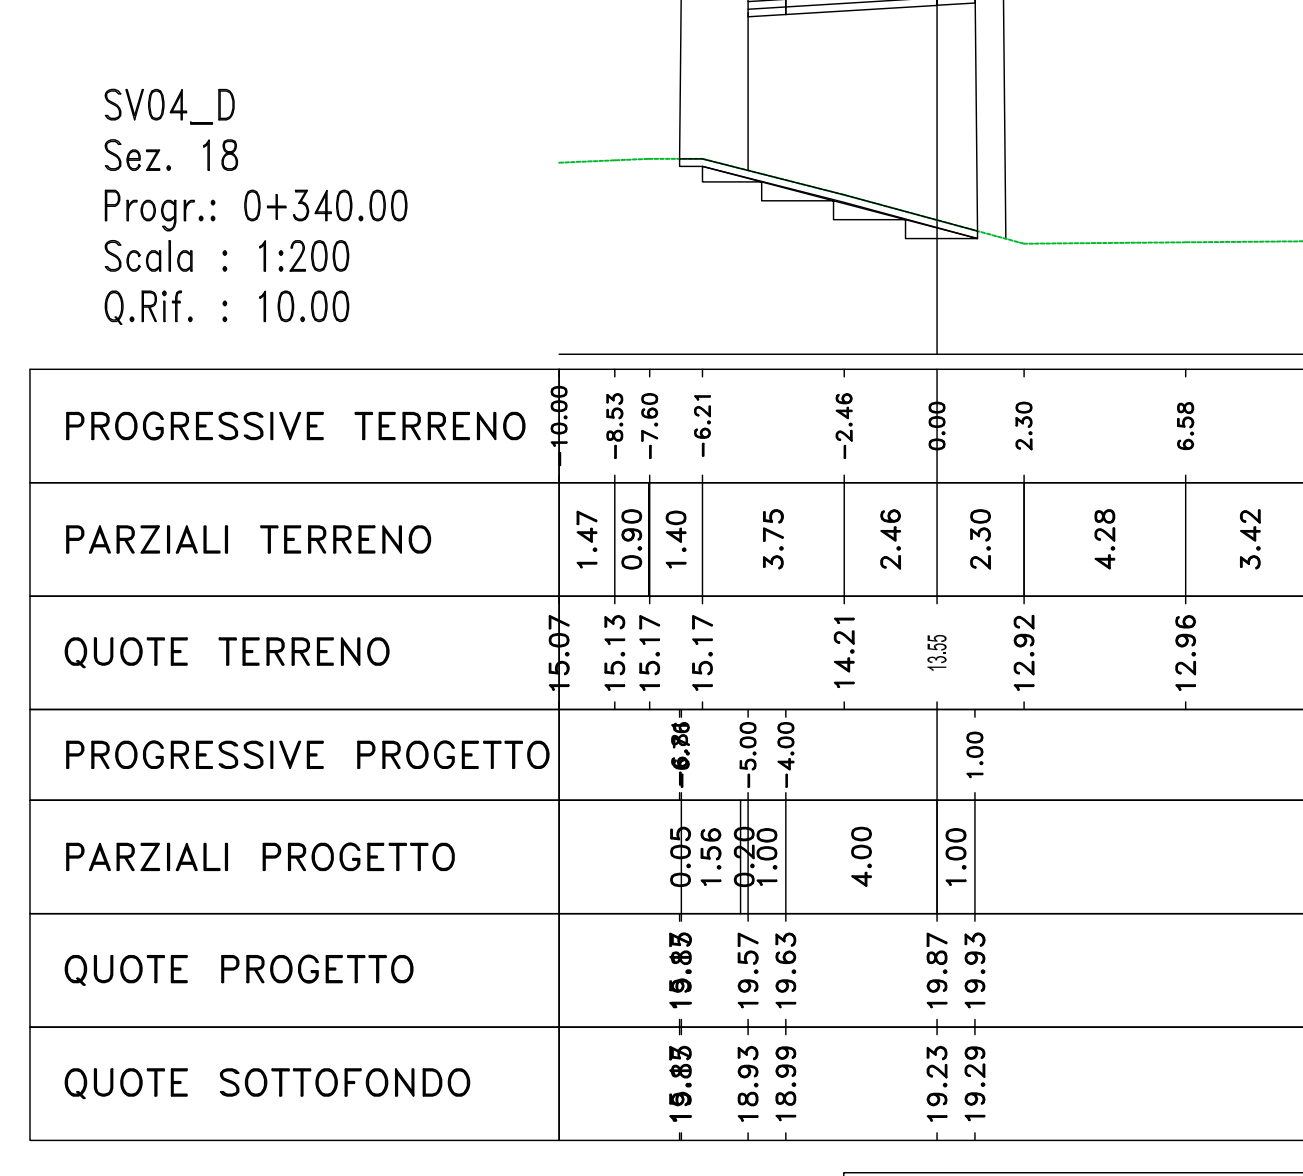 SV04_D
Sez. 18
Progr.: 0+340.00
Scala : 1:200
Q.Rif. : 10.00
PROGRESSIVE TERRENO -10.00 -8.53 -7.60 -6.21 -2.46 0.00 2.30 6.58
PARZIALI TERRENO 1.47 0.90 1.40 3.75 2.46 2.30 4.28 3.42
QUOTE TERRENO 15.07 15.13 15.17 15.17 14.21 13.55 12.92 12.96
PROGRESSIVE PROGETTO -5.00 -4.00 1.00
PARZIALI PROGETTO 0.05 1.56 0.20 1.00 4.00 1.00
QUOTE PROGETTO 19.57 19.63 19.87 19.93
QUOTE SOTTOFONDO 18.93 18.99 19.23 19.29